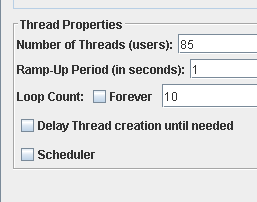 Thread Properties
Number of Threads (users): 85
Ramp-Up Period (in seconds): 1
Loop Count: Forever 10
Delay Thread creation until needed
Scheduler